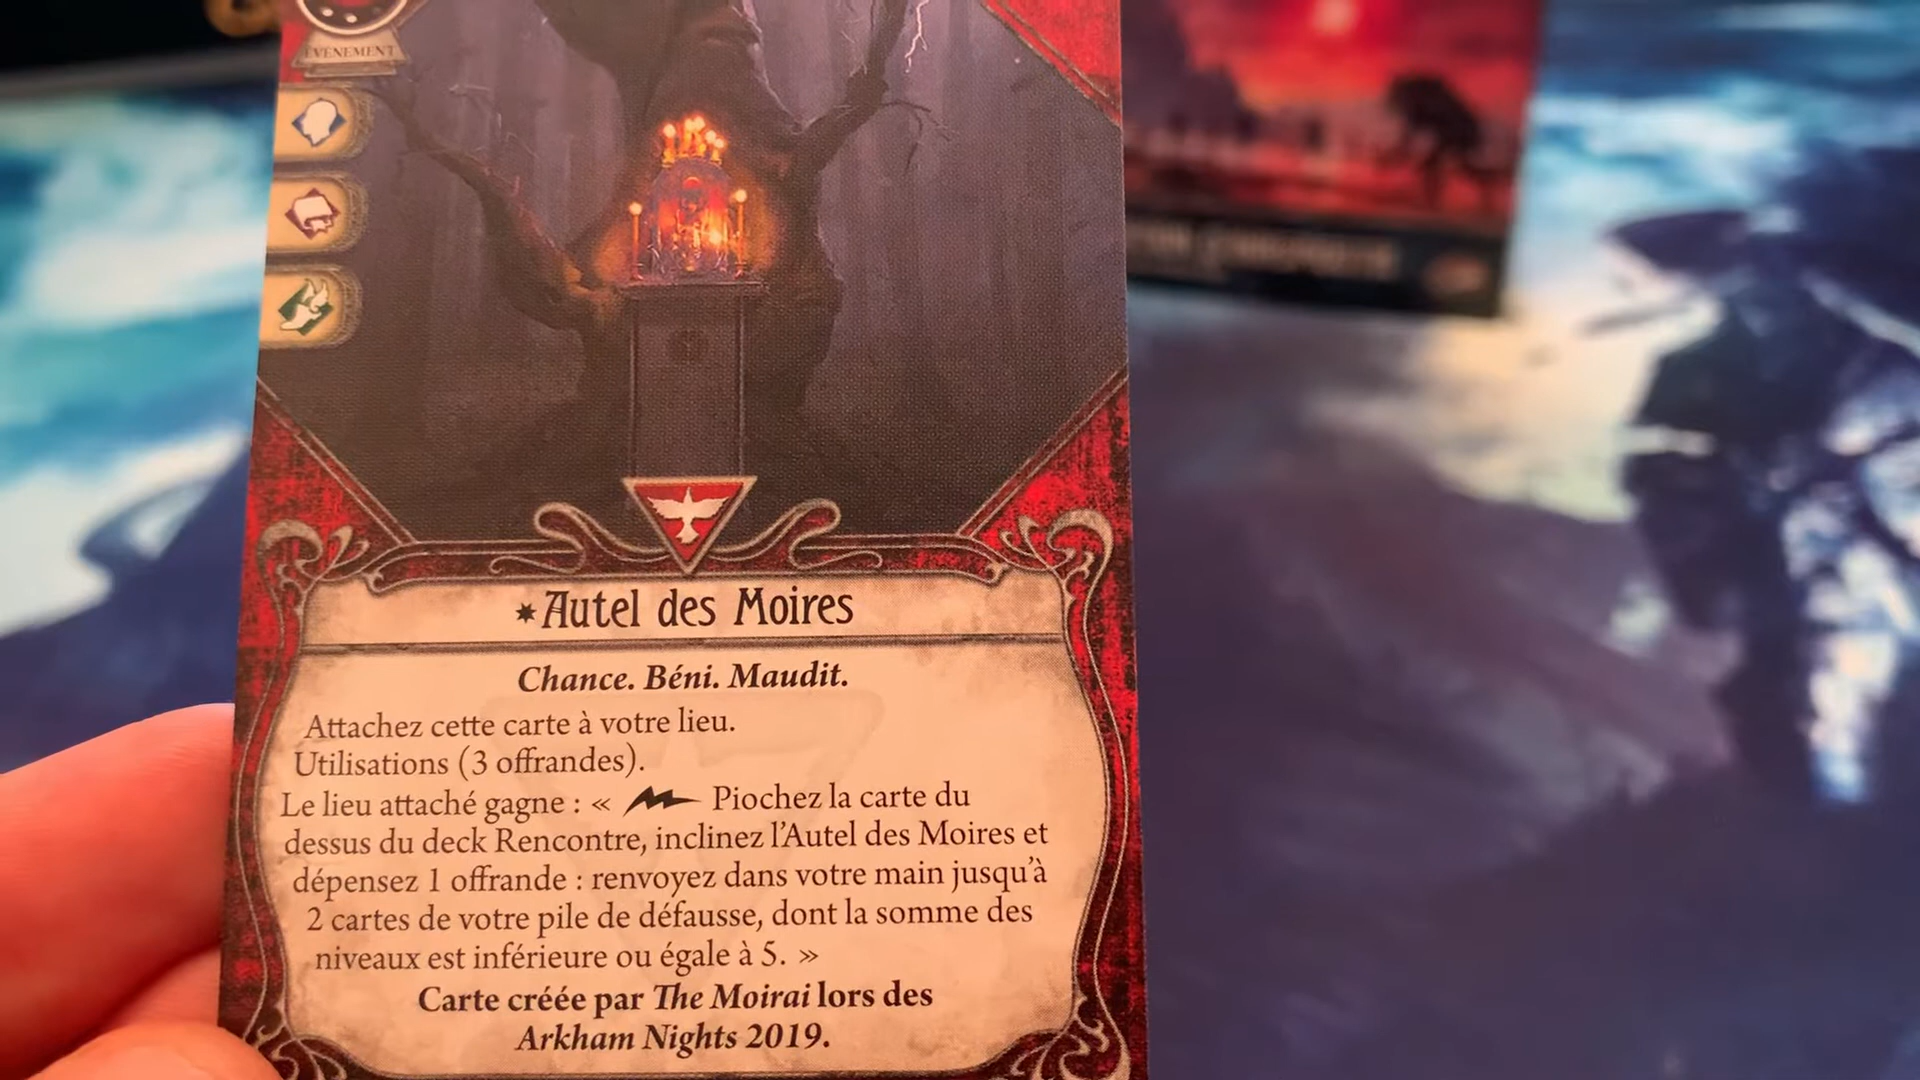 ÉVÉNEMENT
Autel des Moires
Chance. Béni. Maudit.
Attachez cette carte à votre lieu.
Utilisations (3 offrandes).
Le lieu attaché gagne : « Piochez la carte du
dessus du deck Rencontre, inclinez l'Autel des Moires et
dépensez 1 offrande : renvoyez dans votre main jusqu'à
2 cartes de votre pile de défausse, dont la somme des
niveaux est inférieure ou égale à 5. »
Carte créée par The Moirai lors des
Arkham Nights 2019.